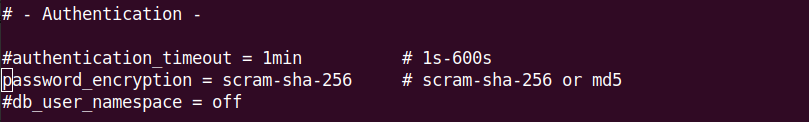 # - Authentication -
#authentication_timeout = 1min # 1s-600s
password_encryption = scram-sha-256 # scram-sha-256 or md5
#db_user_namespace = off